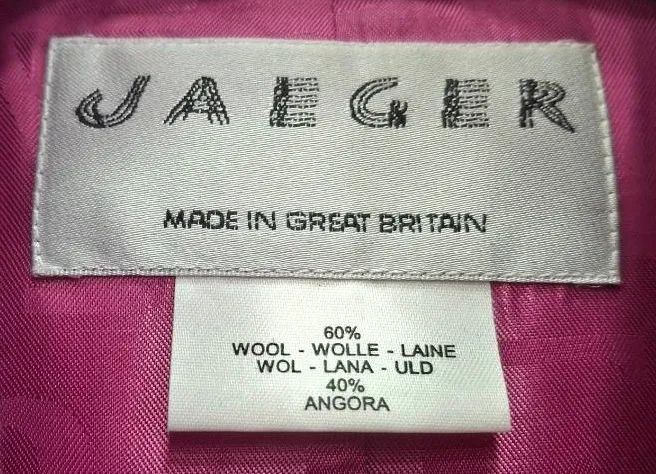 JAEGER
MADE IN GREAT BRITAIN
60%
WOOL - WOLLE - LAINE
WOL - LANA - ULD
40%
ANGORA